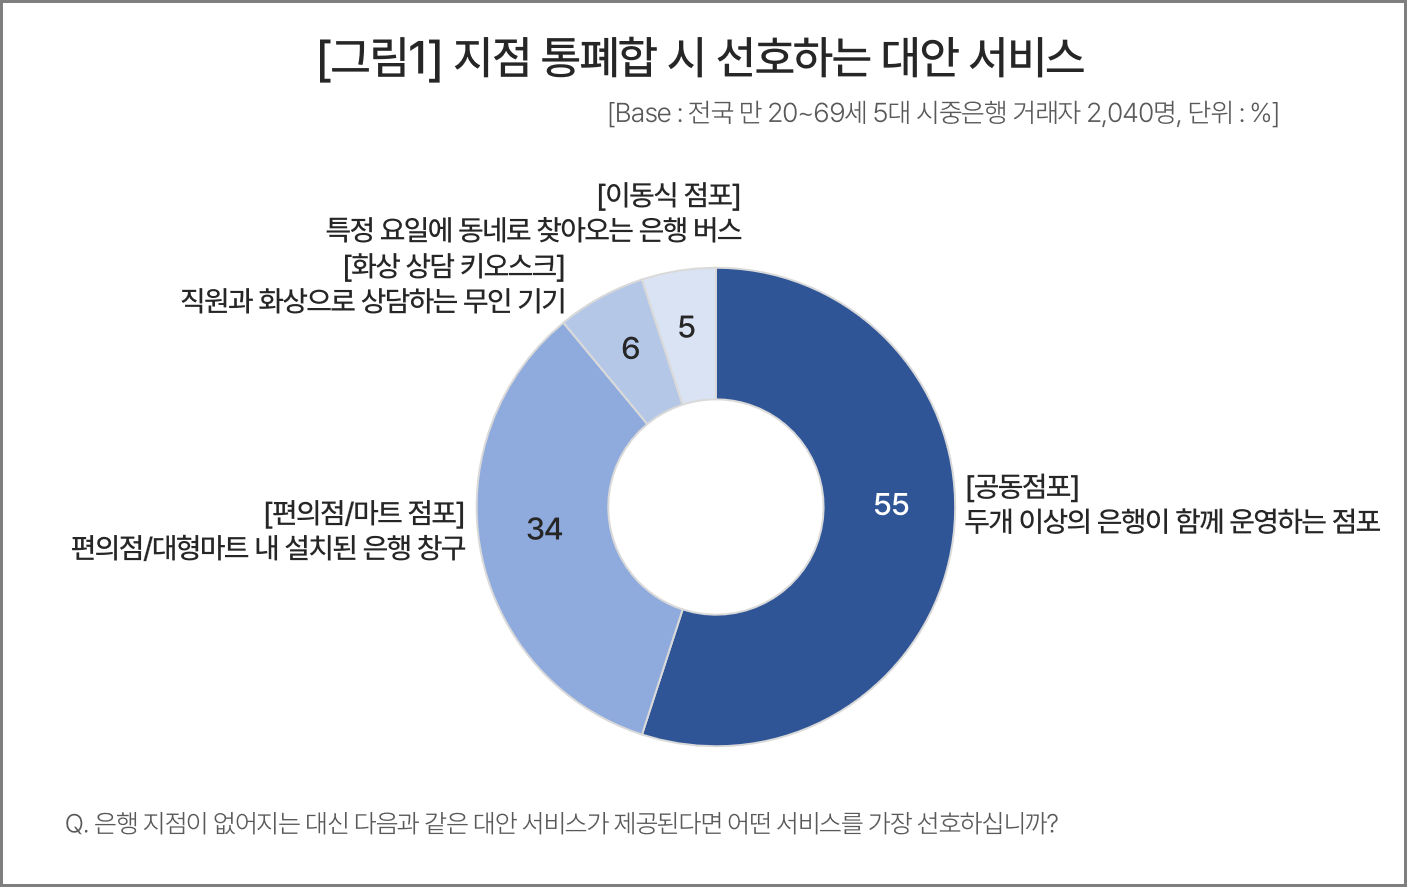 [그림1] 지점 통폐합 시 선호하는 대안 서비스
[Base : 전국 만 20~69세 5대 시중은행 거래자 2,040명, 단위 : %]
[이동식 점포]
특정 요일에 동네로 찾아오는 은행 버스
[화상 상담 키오스크]
직원과 화상으로 상담하는 무인 기기
5
6
[공동점포]
두개 이상의 은행이 함께 운영하는 점포
55
[편의점/마트 점포]
편의점/대형마트 내 설치된 은행 창구
34
Q. 은행 지점이 없어지는 대신 다음과 같은 대안 서비스가 제공된다면 어떤 서비스를 가장 선호하십니까?